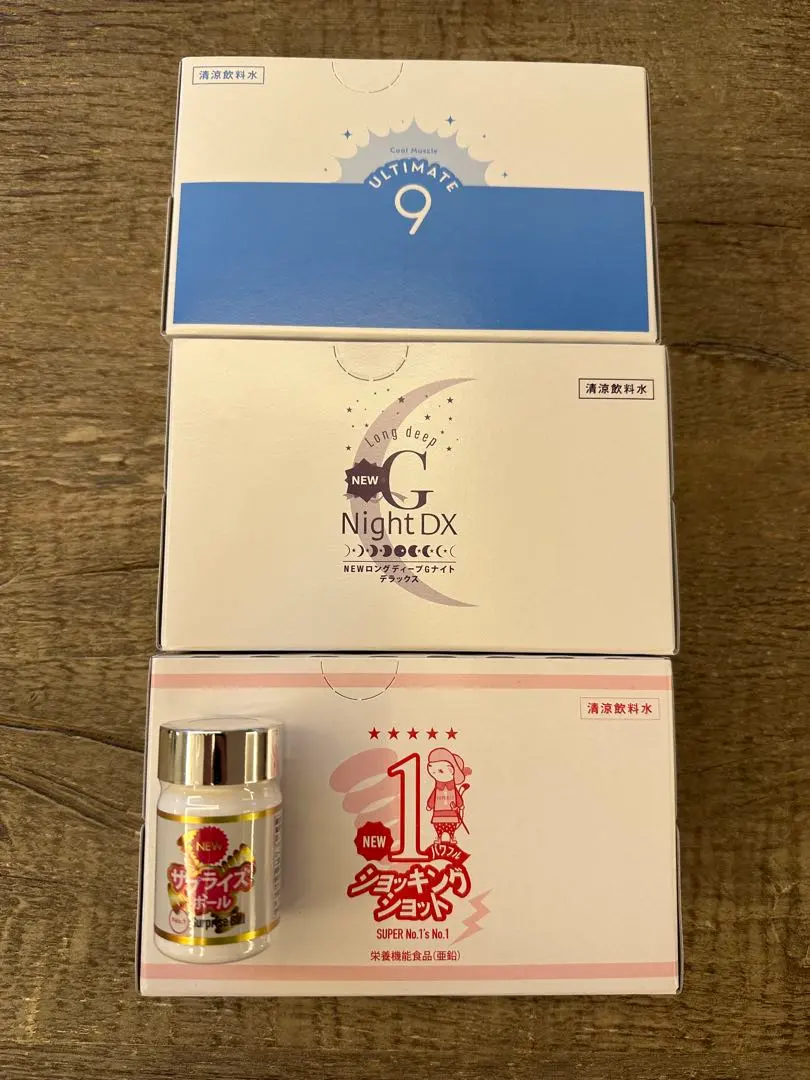 清涼飲料水
Cool Muscle
ULTIMATE
9
清涼飲料水
Long deep
NEW
G
Night DX
NEWロングディープGナイト
デラックス
清涼飲料水
★★★★★
1
NEW
パワフル
ショッキング
ショット
SUPER No.1's No.1
栄養機能食品(亜鉛)
NEW
サプライズ
ボール
Surprise Ball